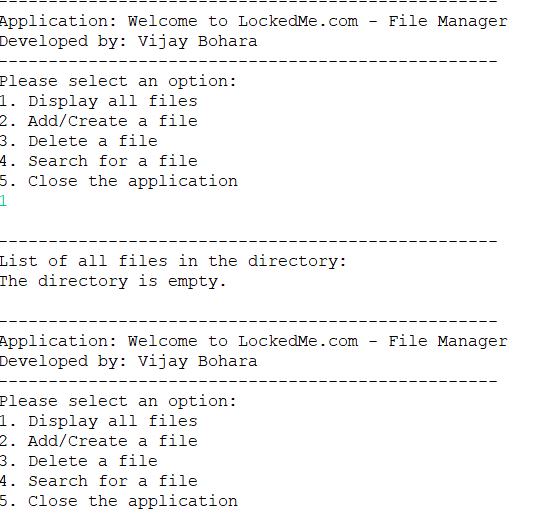 --------------------------------------------------
Application: Welcome to LockedMe.com - File Manager
Developed by: Vijay Bohara
--------------------------------------------------
Please select an option:
1. Display all files
2. Add/Create a file
3. Delete a file
4. Search for a file
5. Close the application
1
--------------------------------------------------
List of all files in the directory:
The directory is empty.
--------------------------------------------------
Application: Welcome to LockedMe.com - File Manager
Developed by: Vijay Bohara
--------------------------------------------------
Please select an option:
1. Display all files
2. Add/Create a file
3. Delete a file
4. Search for a file
5. Close the application